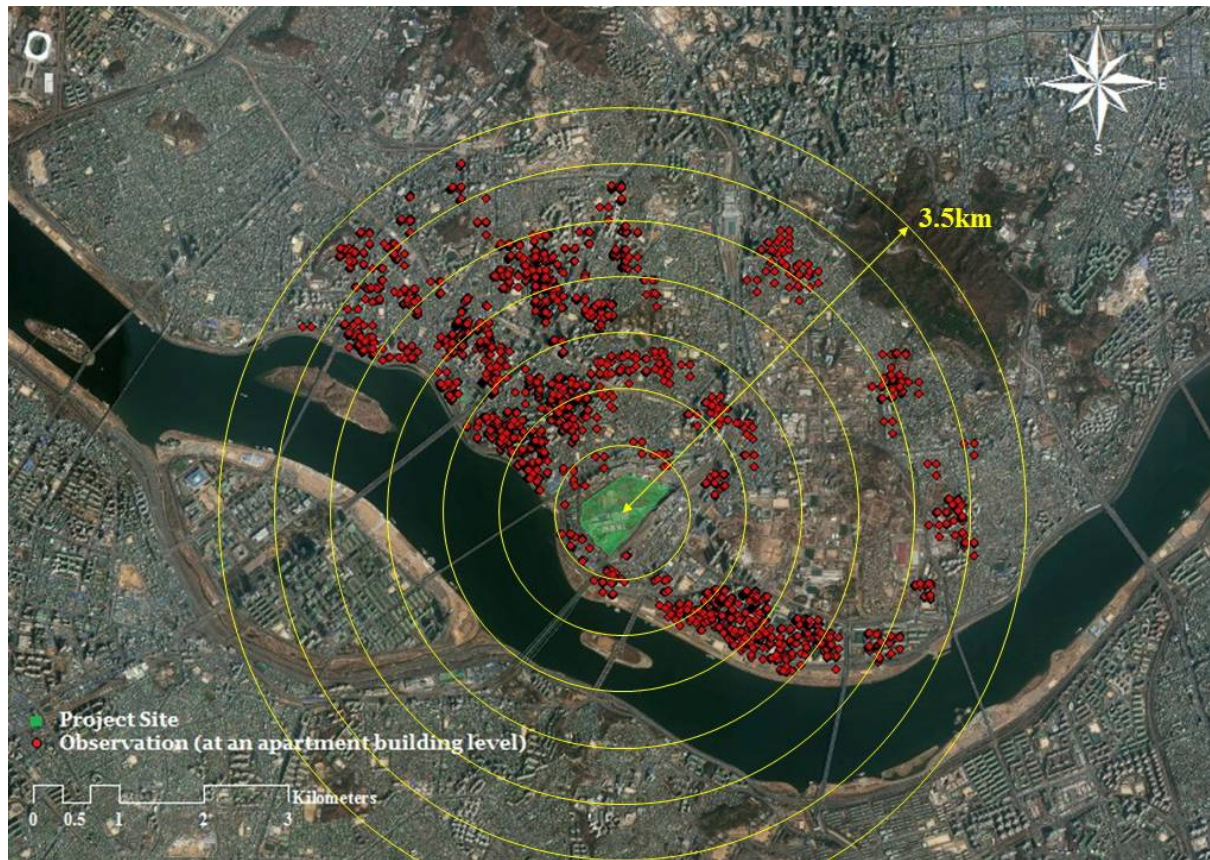 N
W
E
S
3.5km
Project Site
Observation (at an apartment building level)
Kilometers
0 0.5 1 2 3